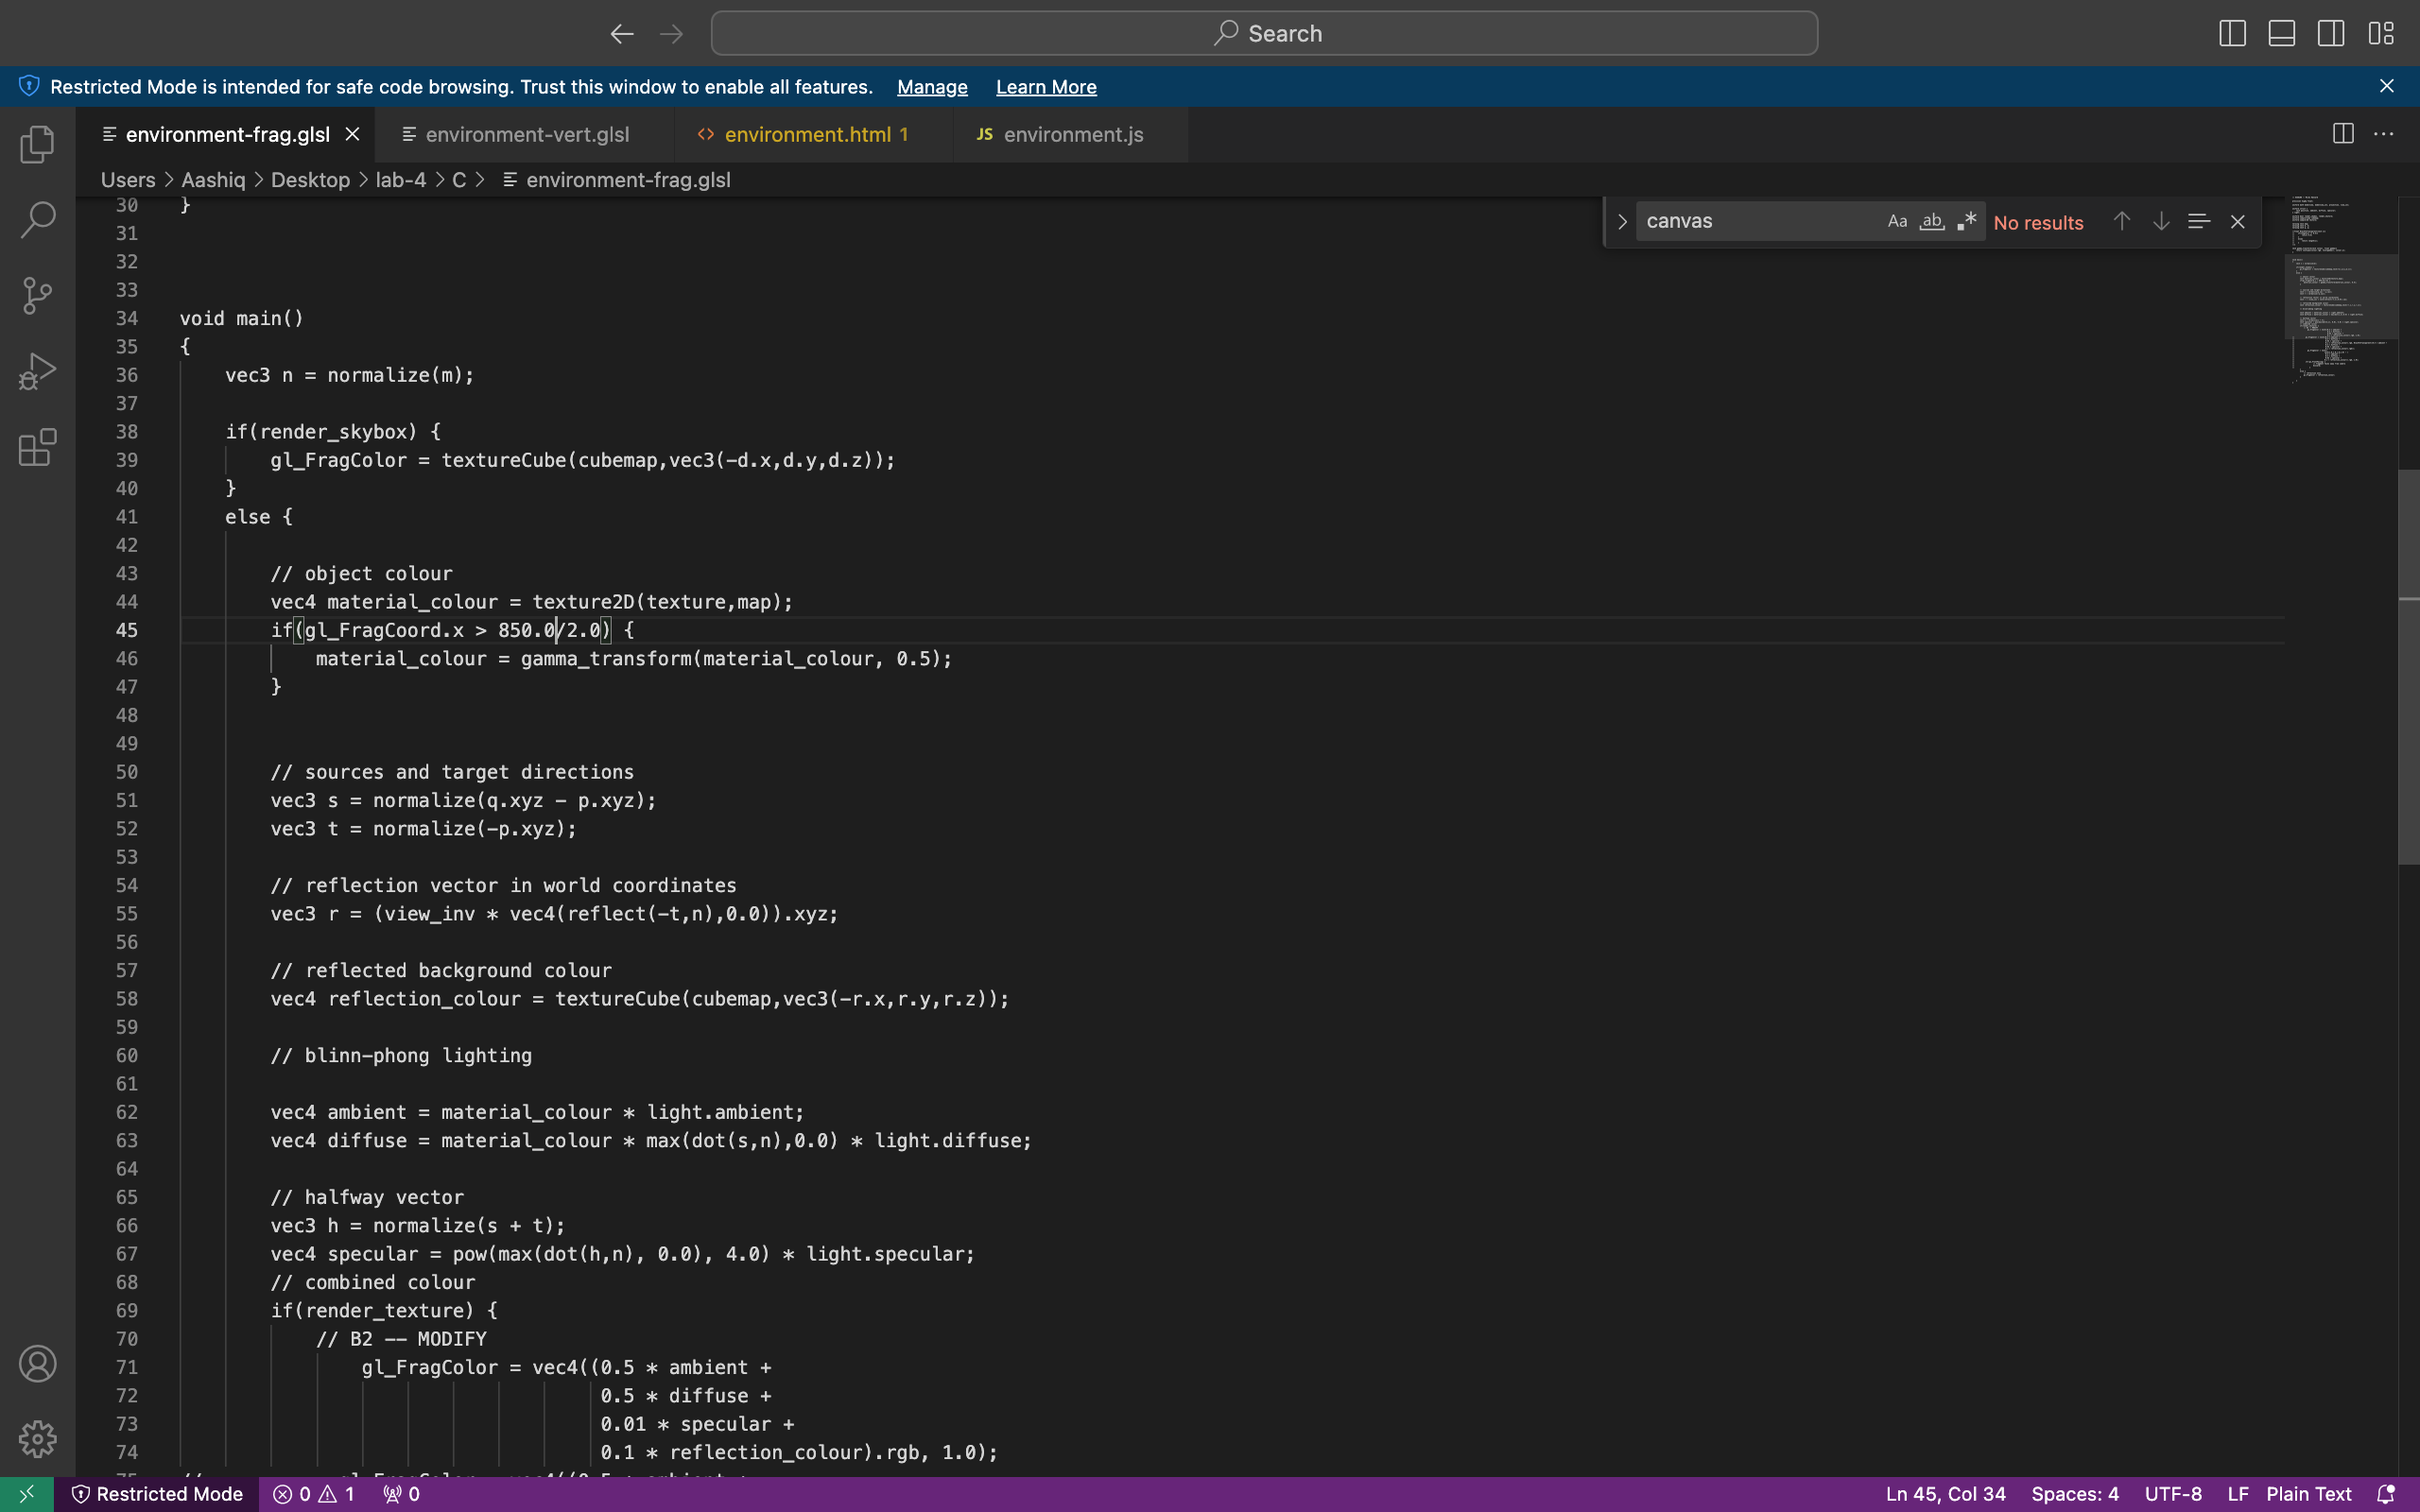 Search
Restricted Mode is intended for safe code browsing. Trust this window to enable all features. Manage Learn More
environment-frag.glsl environment-vert.glsl environment.html 1 JS environment.js
Users > Aashiq > Desktop > lab-4 > C > environment-frag.glsl
canvas Aa ab .* No results
30 }
31
32
33
34 void main()
35 {
36     vec3 n = normalize(m);
37
38     if(render_skybox) {
39         gl_FragColor = textureCube(cubemap,vec3(-d.x,d.y,d.z));
40     }
41     else {
42
43         // object colour
44         vec4 material_colour = texture2D(texture,map);
45         if(gl_FragCoord.x > 850.0/2.0) {
46             material_colour = gamma_transform(material_colour, 0.5);
47         }
48
49
50         // sources and target directions
51         vec3 s = normalize(q.xyz - p.xyz);
52         vec3 t = normalize(-p.xyz);
53
54         // reflection vector in world coordinates
55         vec3 r = (view_inv * vec4(reflect(-t,n),0.0)).xyz;
56
57         // reflected background colour
58         vec4 reflection_colour = textureCube(cubemap,vec3(-r.x,r.y,r.z));
59
60         // blinn-phong lighting
61
62         vec4 ambient = material_colour * light.ambient;
63         vec4 diffuse = material_colour * max(dot(s,n),0.0) * light.diffuse;
64
65         // halfway vector
66         vec3 h = normalize(s + t);
67         vec4 specular = pow(max(dot(h,n), 0.0), 4.0) * light.specular;
68         // combined colour
69         if(render_texture) {
70             // B2 -- MODIFY
71                 gl_FragColor = vec4((0.5 * ambient +
72                                      0.5 * diffuse +
73                                      0.01 * specular +
74                                      0.1 * reflection_colour).rgb, 1.0);
Restricted Mode 0 1 0 Ln 45, Col 34 Spaces: 4 UTF-8 LF Plain Text